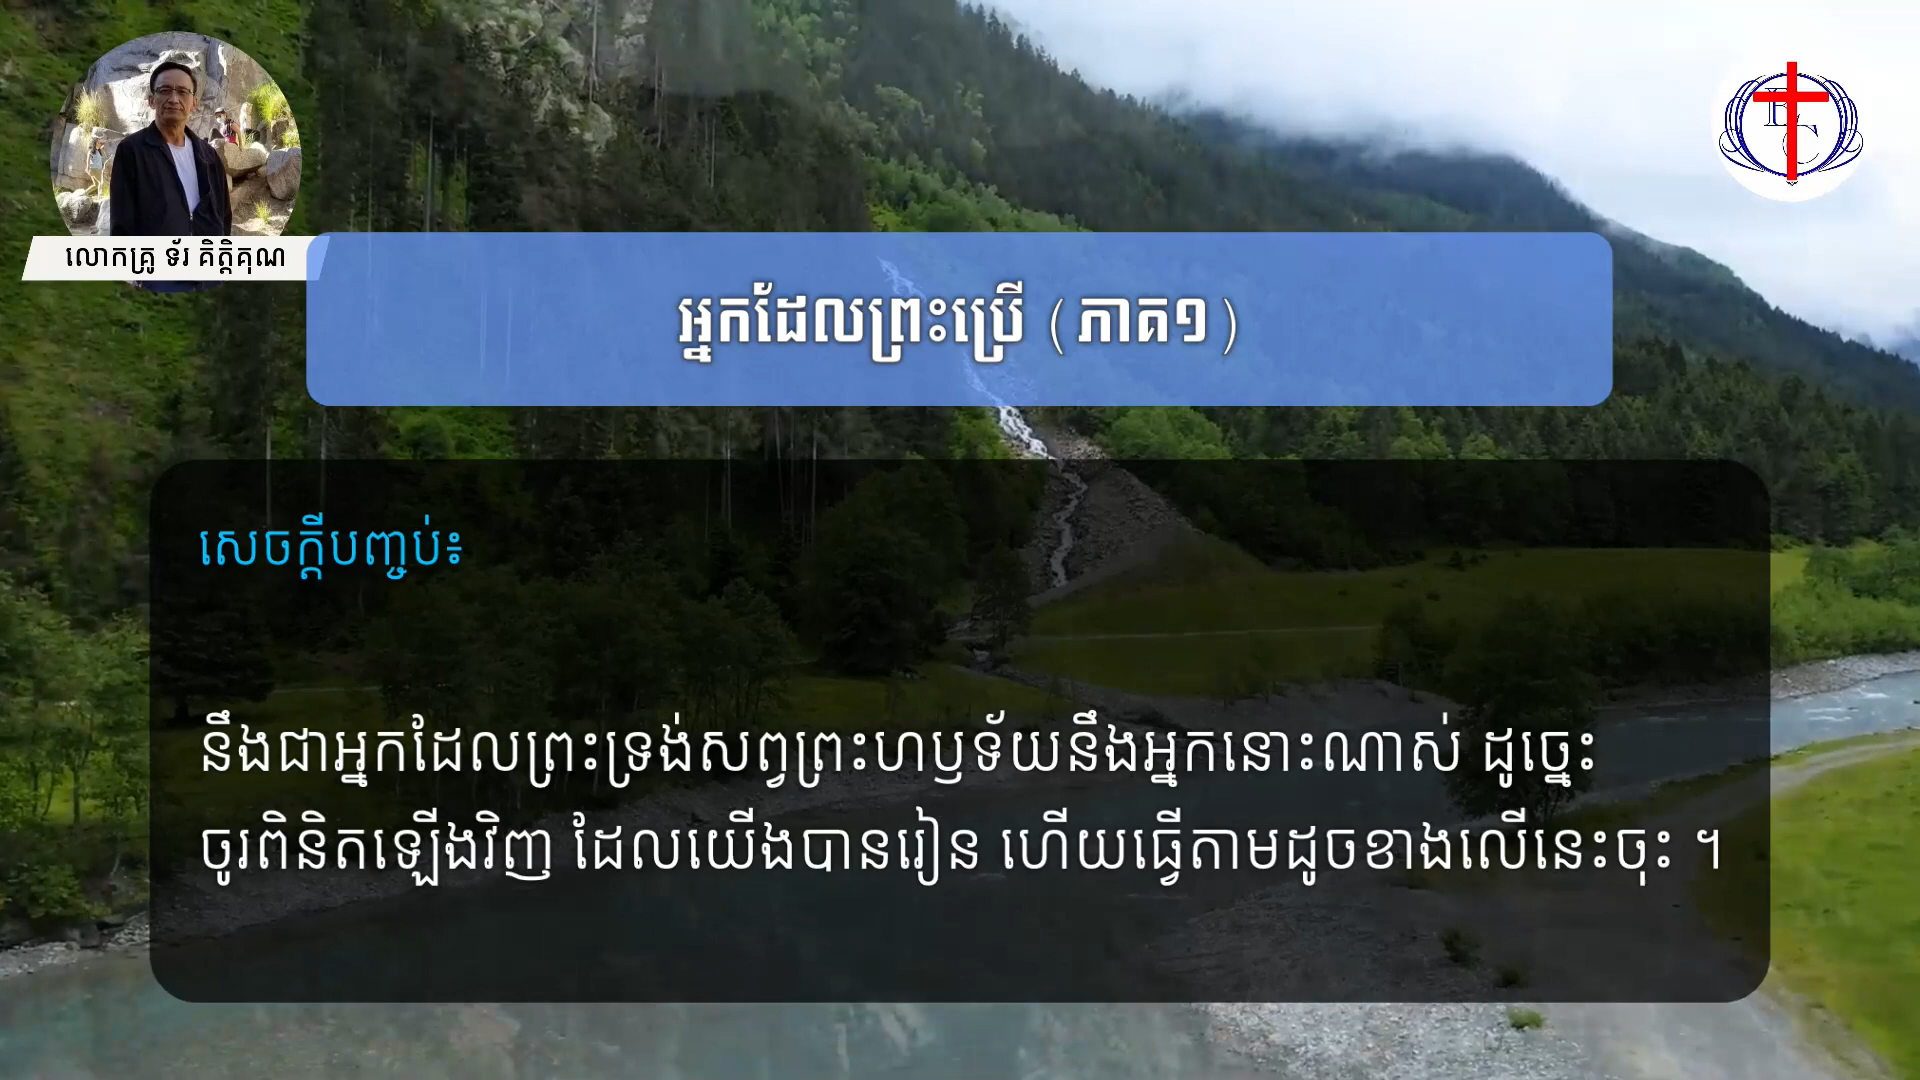 លោកគ្រូ ទ័រ គិត្តិគុណ
E
C
អ្នកដែលព្រះប្រើ (ភាគ១)
សេចក្ដីបញ្ចប់៖
នឹងជាអ្នកដែលព្រះទ្រង់សព្វព្រះហឫទ័យនឹងអ្នកនោះណាស់ ដូច្នេះ
ចូរពិនិតឡើងវិញ ដែលយើងបានរៀន ហើយធ្វើតាមដូចខាងលើនេះចុះ ។